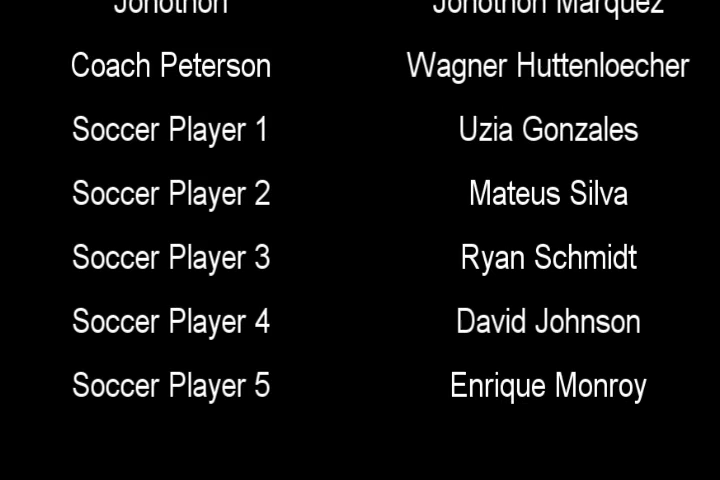 Jonothon Jonothon Marquez
Coach Peterson Wagner Huttenloecher
Soccer Player 1 Uzia Gonzales
Soccer Player 2 Mateus Silva
Soccer Player 3 Ryan Schmidt
Soccer Player 4 David Johnson
Soccer Player 5 Enrique Monroy